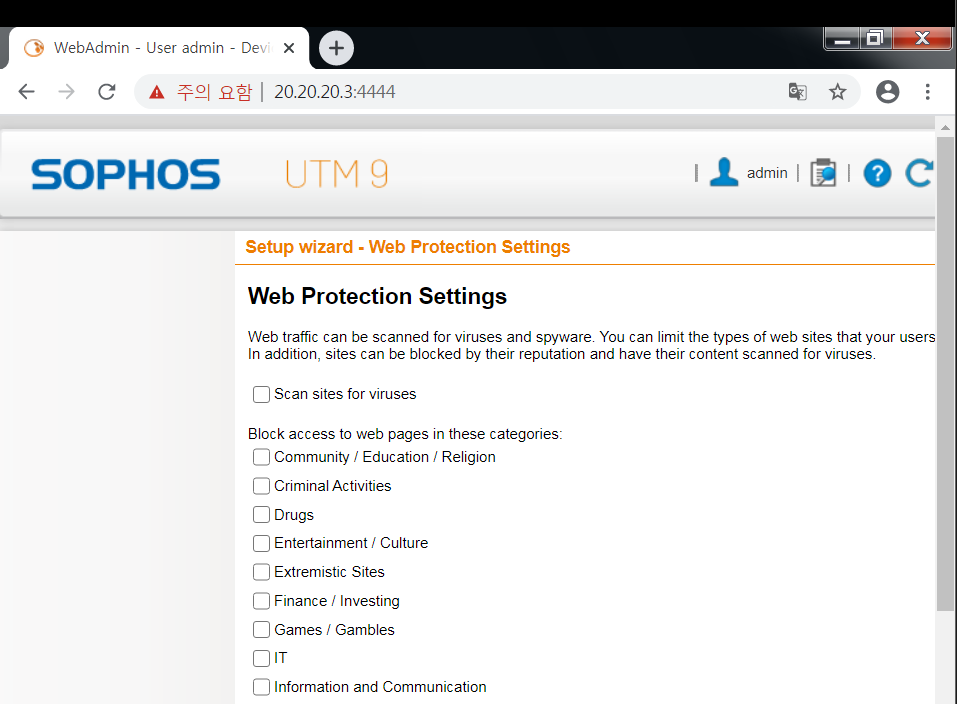 WebAdmin - User admin - Devi
주의 요함 | 20.20.20.3:4444
SOPHOS UTM 9 | admin | | ?
Setup wizard - Web Protection Settings
Web Protection Settings
Web traffic can be scanned for viruses and spyware. You can limit the types of web sites that your users
In addition, sites can be blocked by their reputation and have their content scanned for viruses.
Scan sites for viruses
Block access to web pages in these categories:
Community / Education / Religion
Criminal Activities
Drugs
Entertainment / Culture
Extremistic Sites
Finance / Investing
Games / Gambles
IT
Information and Communication